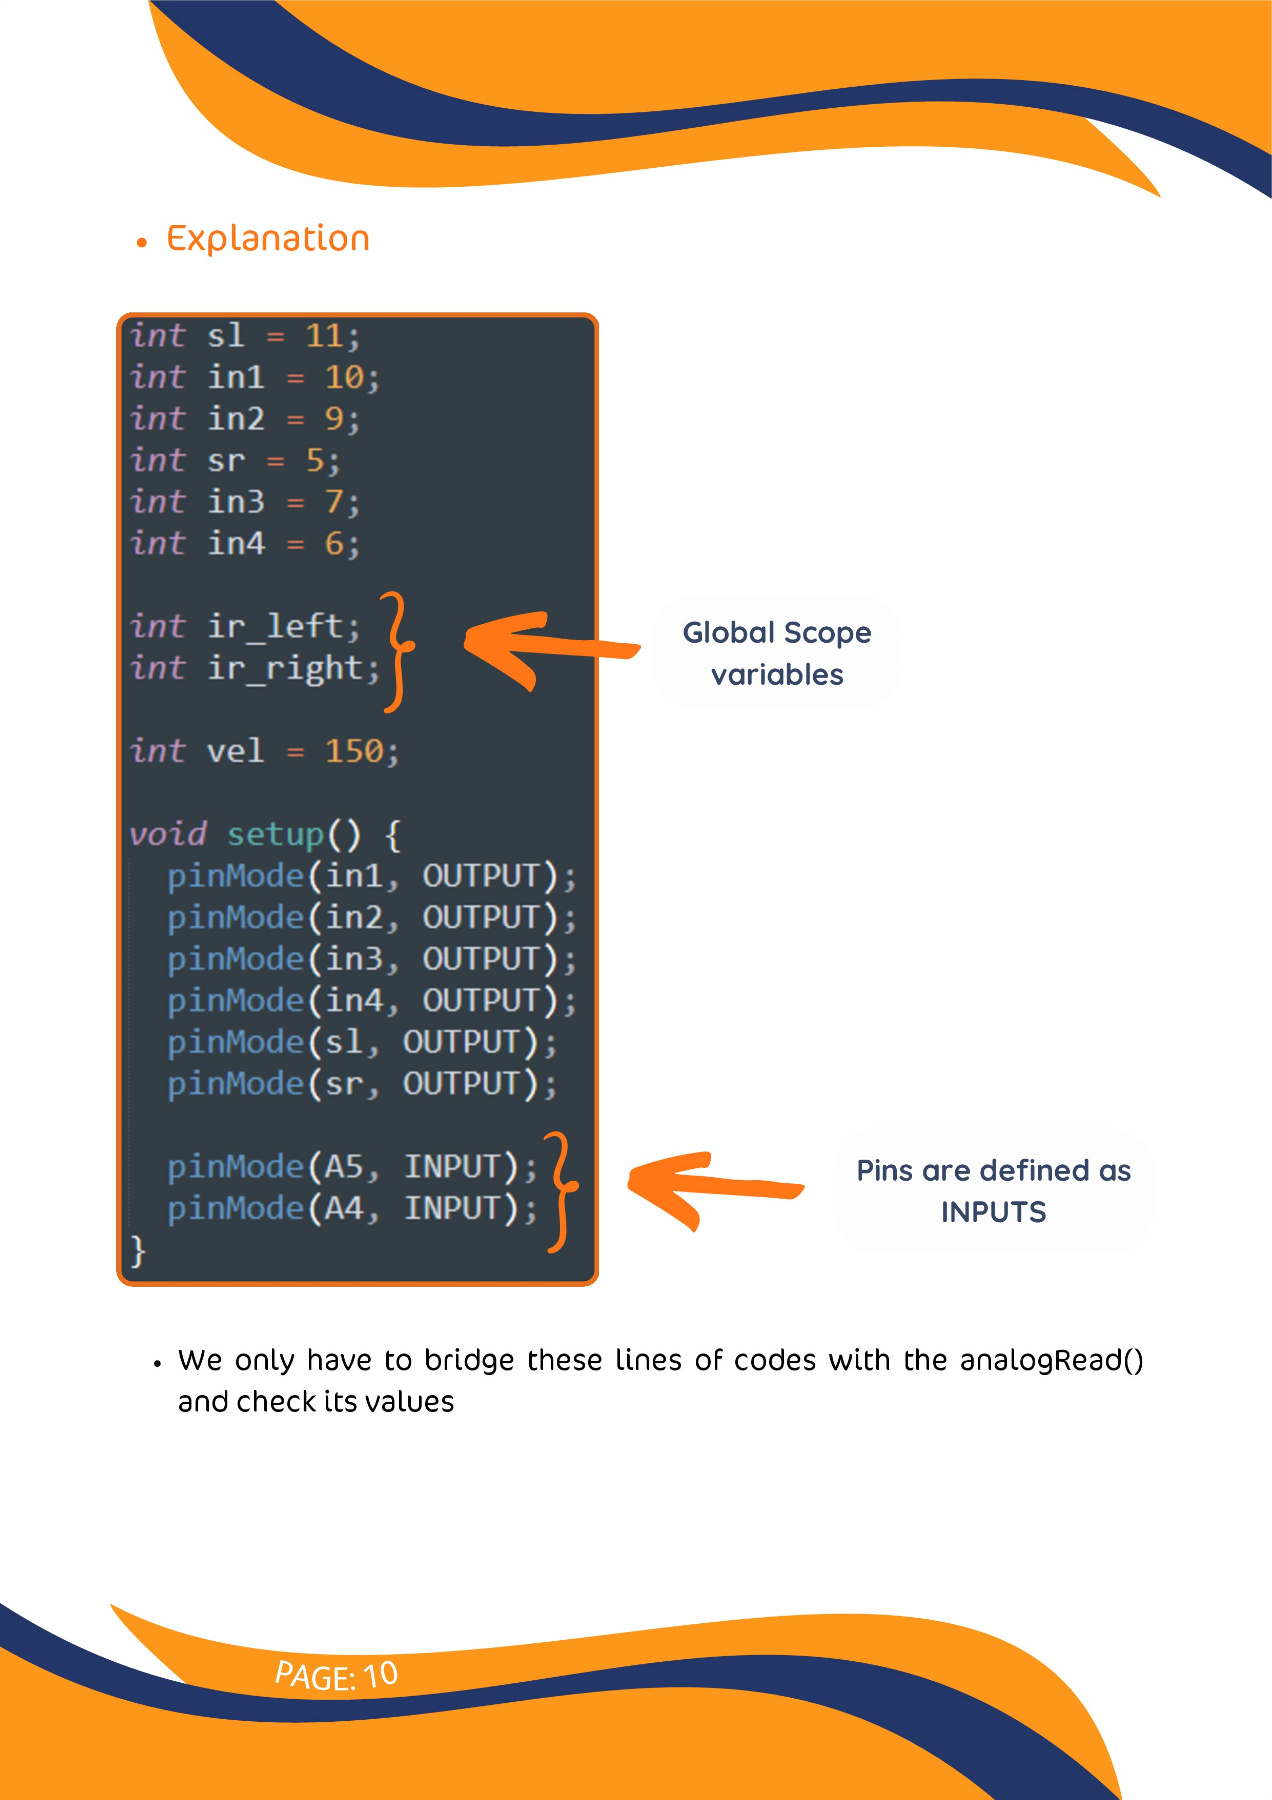 • Explanation
int sl = 11;
int in1 = 10;
int in2 = 9;
int sr = 5;
int in3 = 7;
int in4 = 6;
int ir_left;
int ir_right;
Global Scope
variables
int vel = 150;
void setup() {
pinMode(in1, OUTPUT);
pinMode(in2, OUTPUT);
pinMode(in3, OUTPUT);
pinMode(in4, OUTPUT);
pinMode(sl, OUTPUT);
pinMode(sr, OUTPUT);
pinMode(A5, INPUT);
pinMode(A4, INPUT);
}
Pins are defined as
INPUTS
• We only have to bridge these lines of codes with the analogRead()
and check its values
PAGE: 10